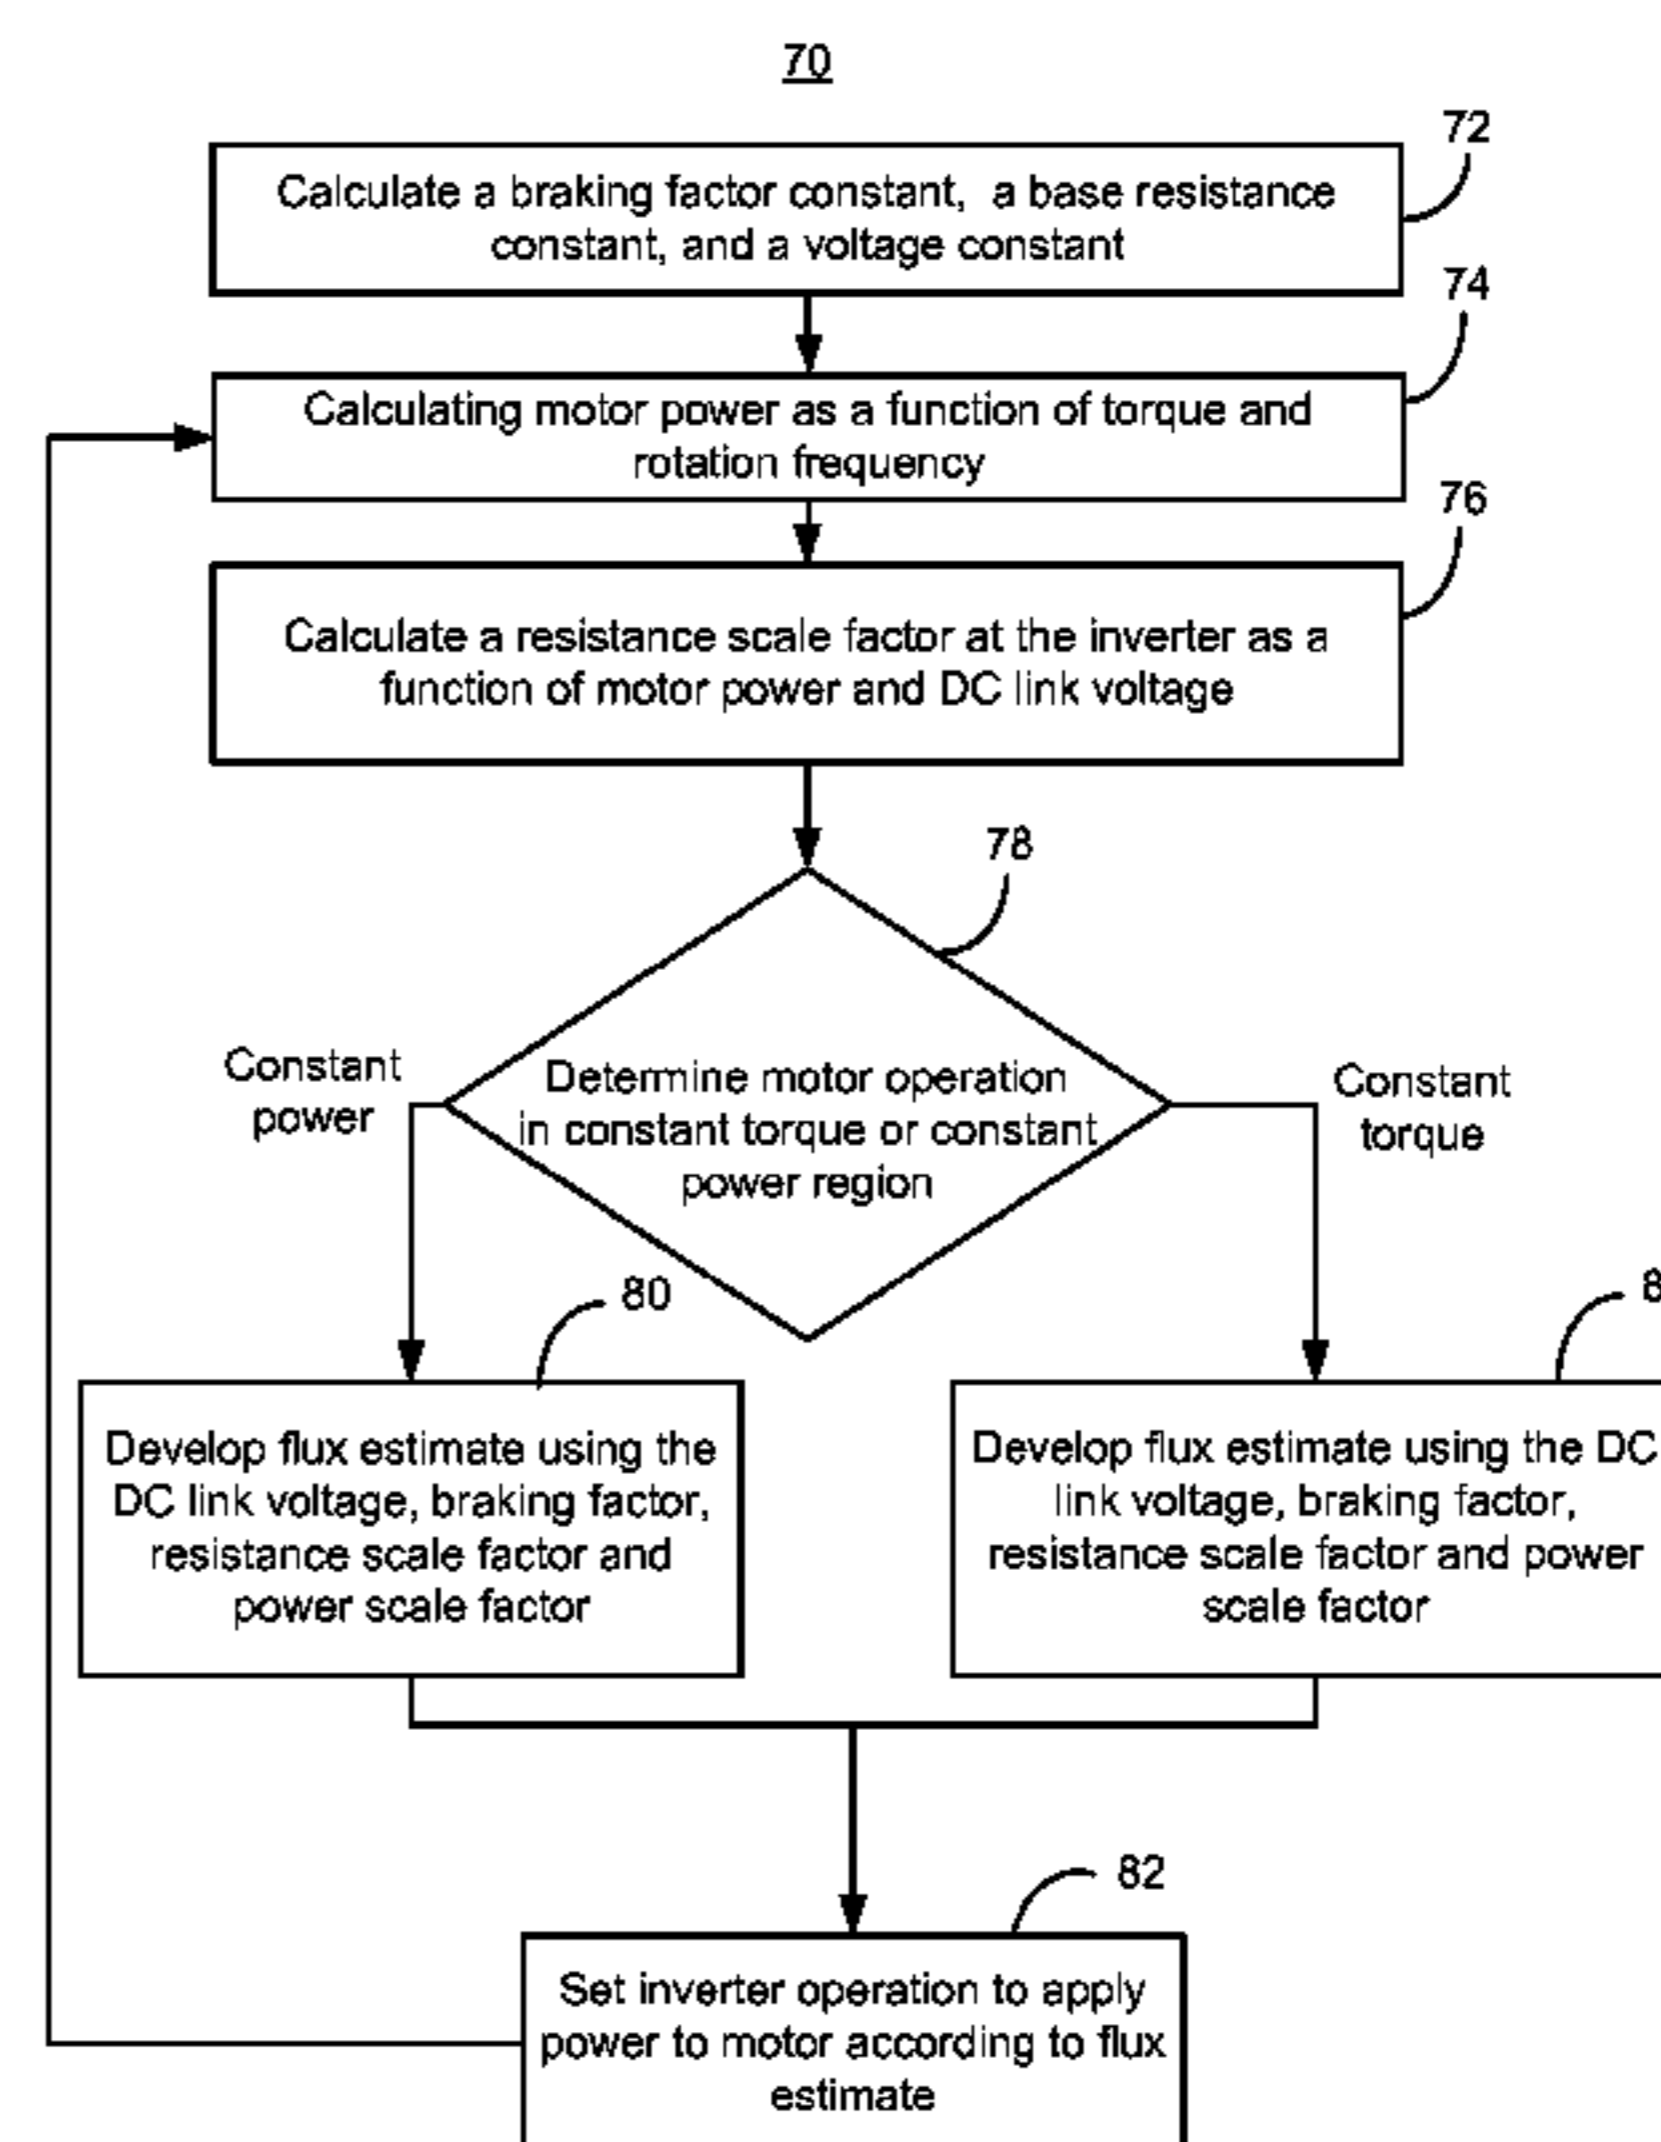 70
72
Calculate a braking factor constant, a base resistance
constant, and a voltage constant
74
Calculating motor power as a function of torque and
rotation frequency
76
Calculate a resistance scale factor at the inverter as a
function of motor power and DC link voltage
78
Constant
power
Determine motor operation
in constant torque or constant
power region
Constant
torque
80
Develop flux estimate using the
DC link voltage, braking factor,
resistance scale factor and
power scale factor
Develop flux estimate using the DC
link voltage, braking factor,
resistance scale factor and power
scale factor
82
Set inverter operation to apply
power to motor according to flux
estimate